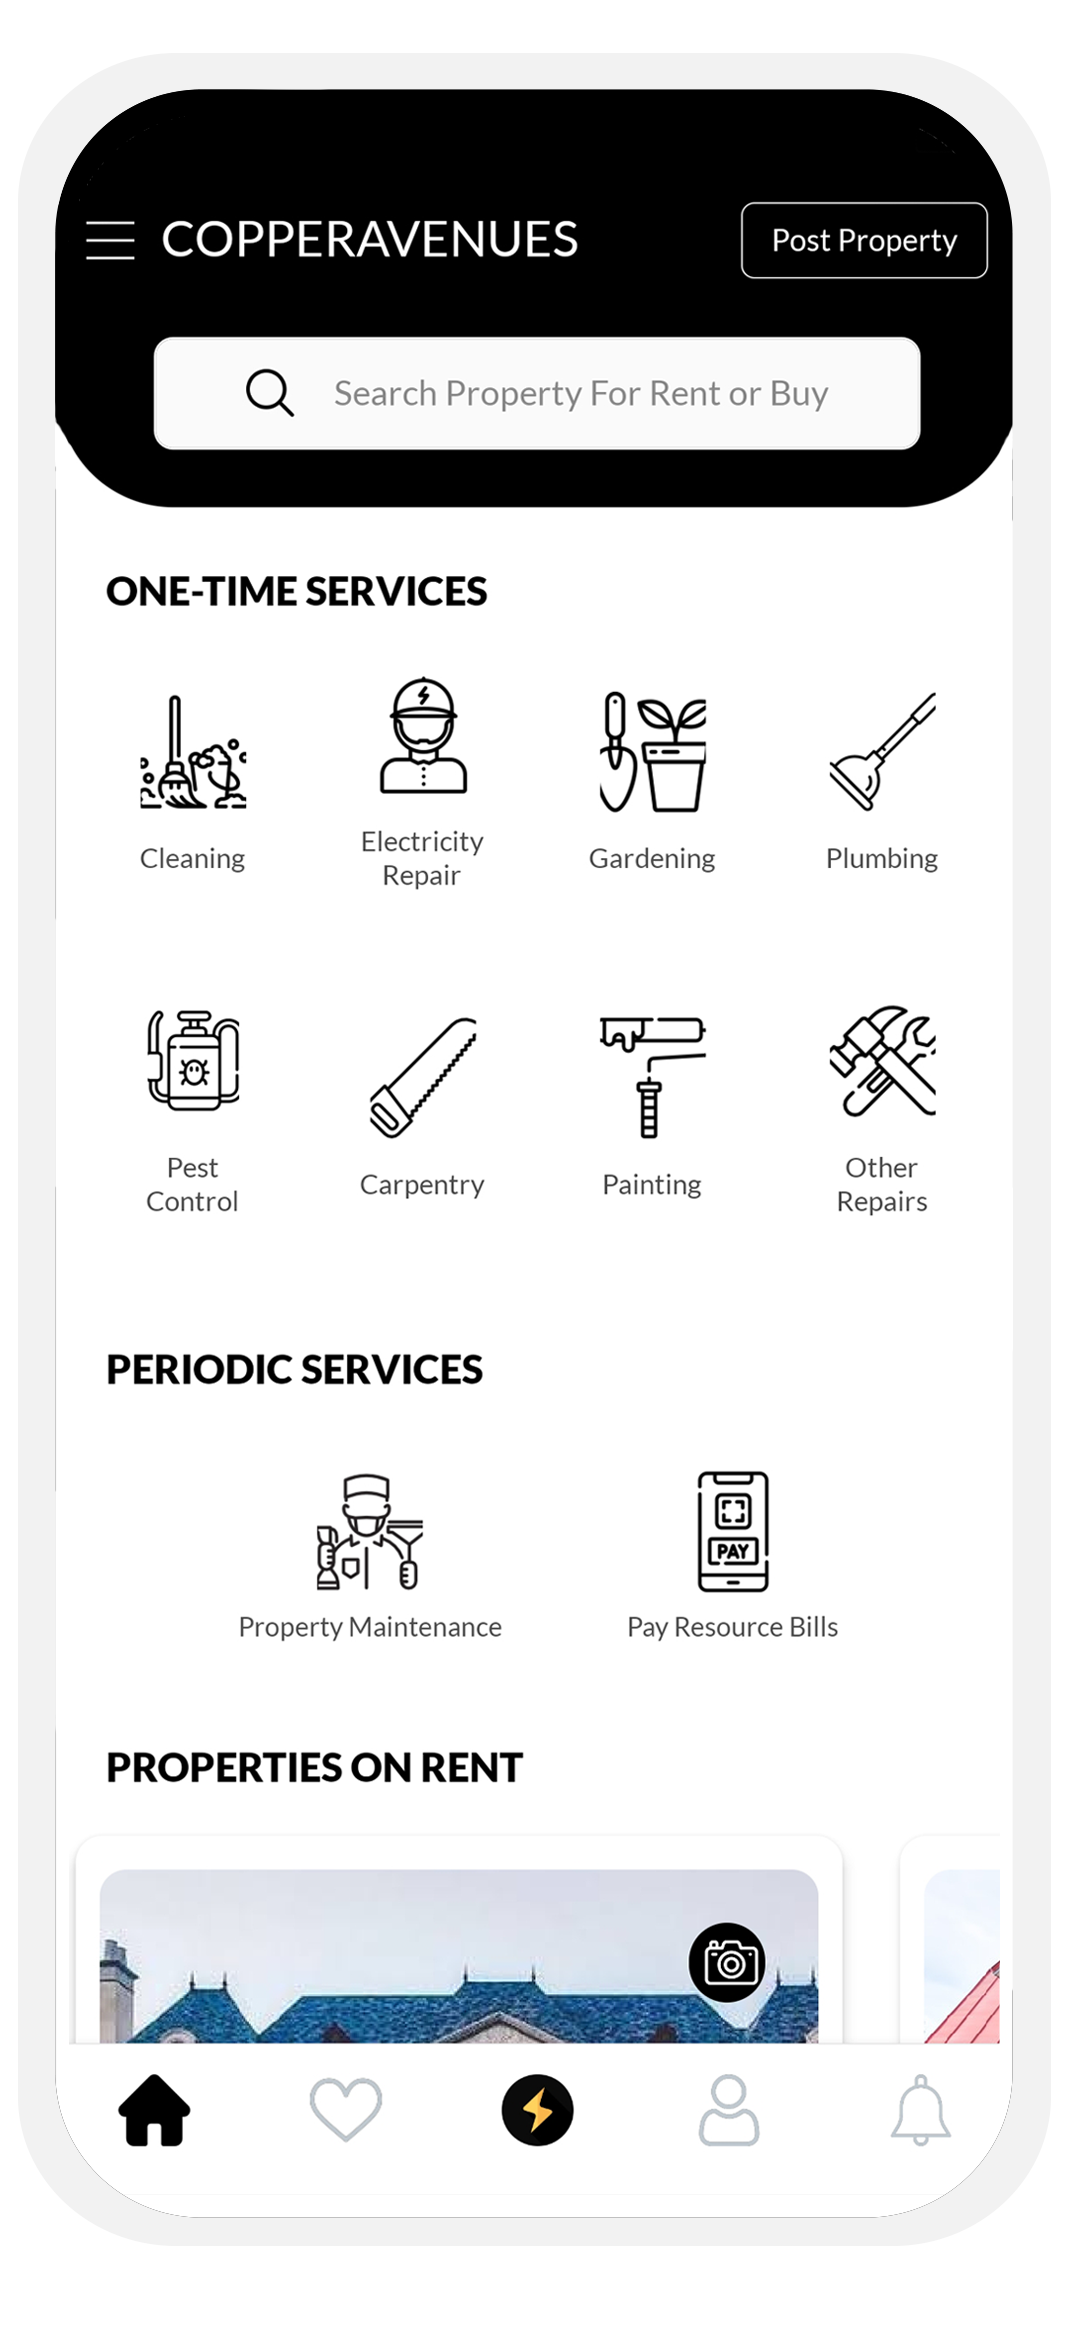 COPPERAVENUES
Post Property
Search Property For Rent or Buy
ONE-TIME SERVICES
Cleaning
Electricity
Repair
Gardening
Plumbing
Pest
Control
Carpentry
Painting
Other
Repairs
PERIODIC SERVICES
PAY
Property Maintenance
Pay Resource Bills
PROPERTIES ON RENT